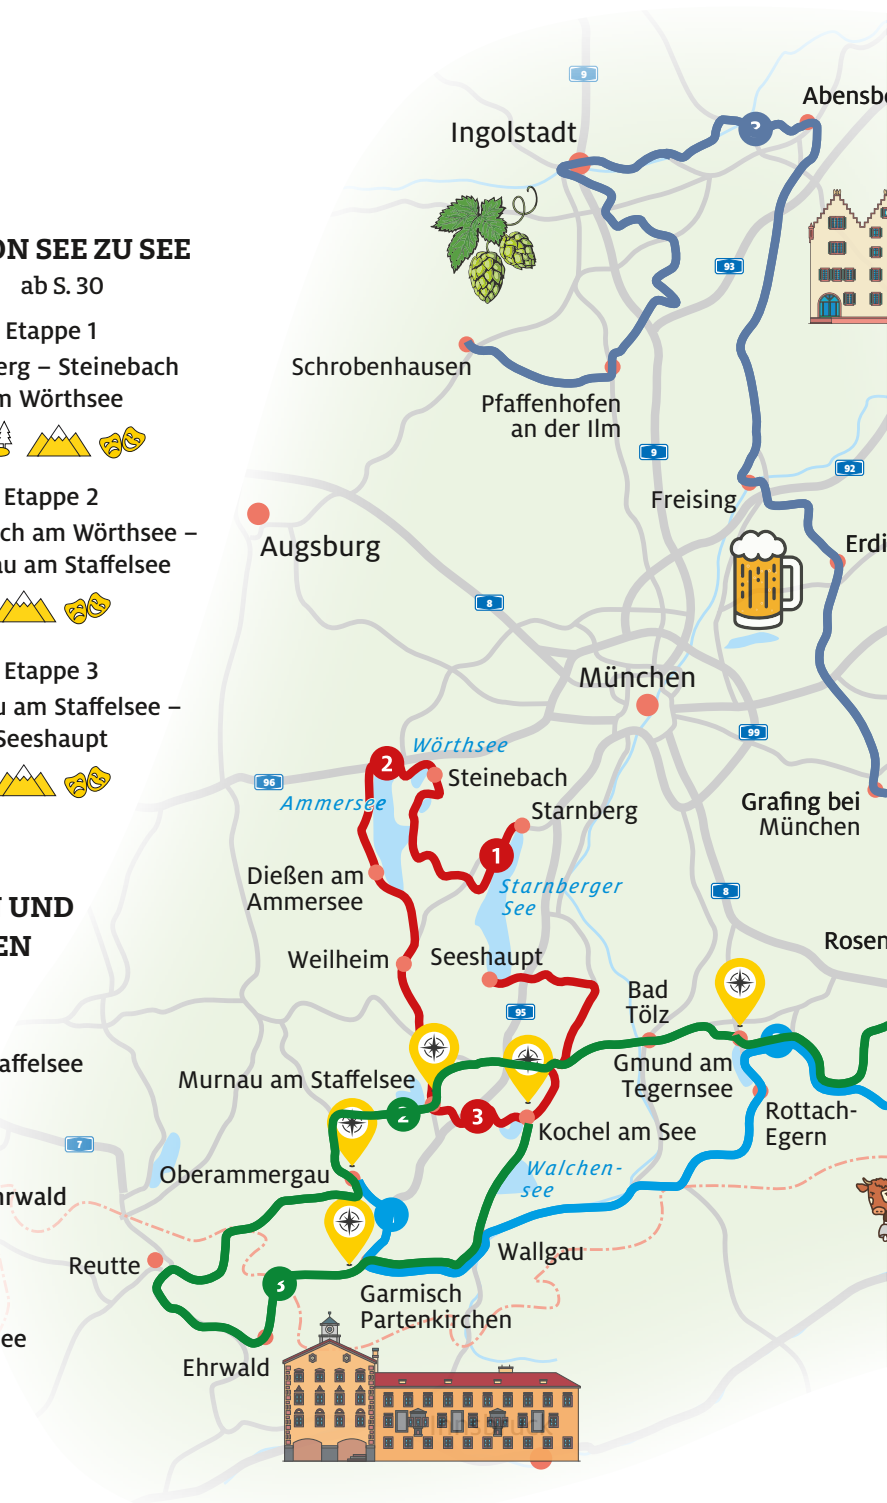 ON SEE ZU SEE
ab S. 30
Etappe 1
erg – Steinebach
m Wörthsee
Etappe 2
ch am Wörthsee –
au am Staffelsee
Etappe 3
u am Staffelsee –
Seeshaupt
UND
EN
affelsee
hrwald
ee
9
Abensbe
Ingolstadt
93
Schrobenhausen
Pfaffenhofen
an der Ilm
9
92
Freising
Augsburg
Erdi
8
München
99
Wörthsee
2
Steinebach
96
Ammersee
Starnberg
Grafing bei
München
1
Dießen am
Ammersee
Starnberger
See
8
Rosen
Weilheim
Seeshaupt
95
Bad
Tölz
Gmund am
Tegernsee
Murnau am Staffelsee
2
3
Rottach-
Egern
Kochel am See
7
Oberammergau
Walchen-
see
Wallgau
Reutte
3
Garmisch
Partenkirchen
Ehrwald
Innsbruck